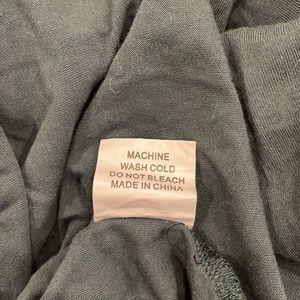 MACHINE
WASH COLD
DO NOT BLEACH
MADE IN CHINA